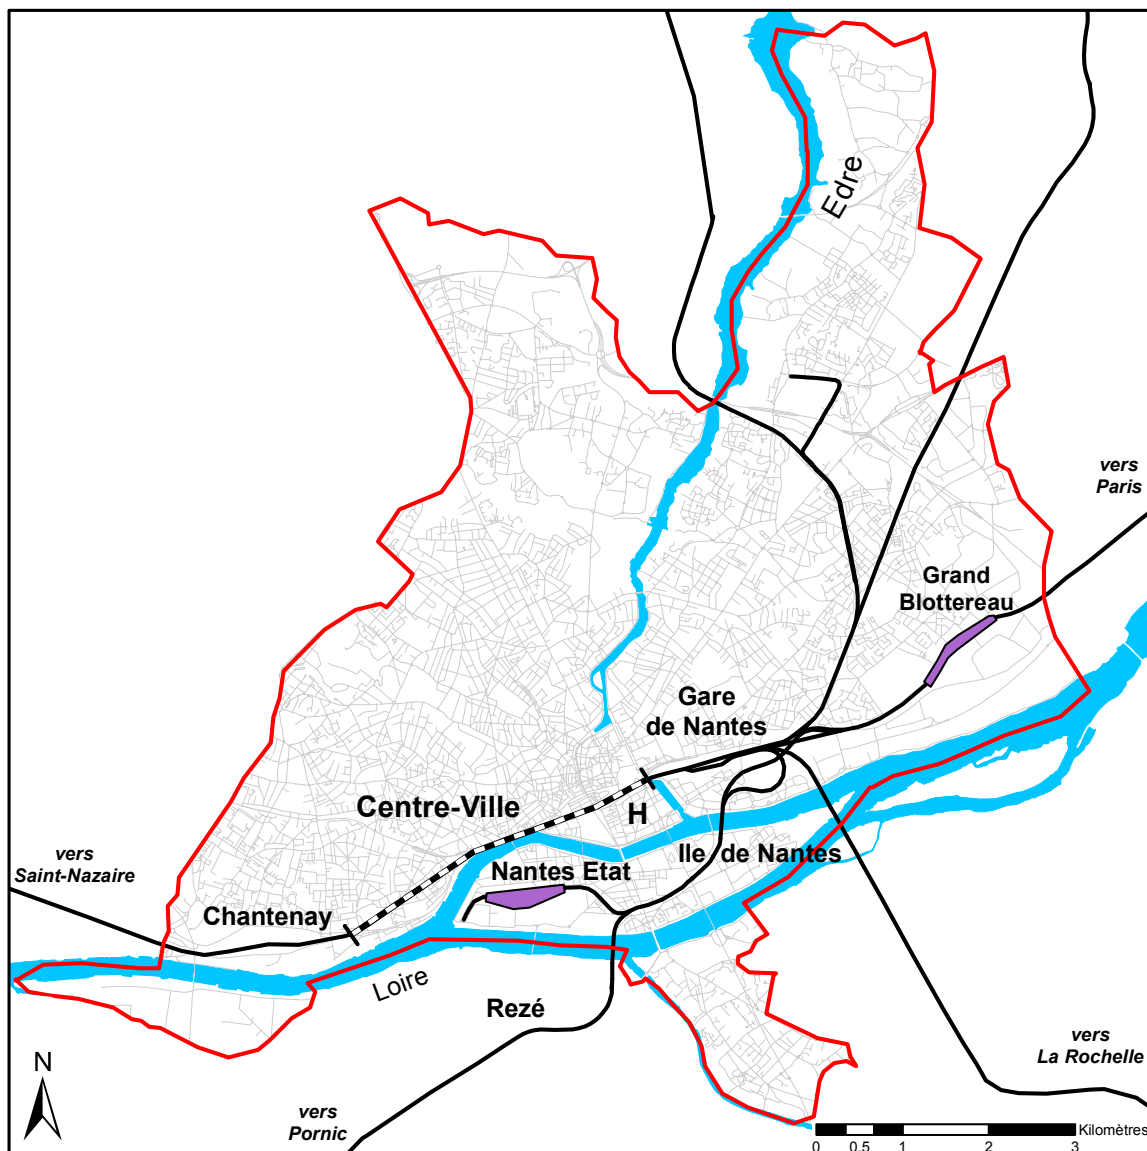 Edre
vers
Paris
Grand
Blottereau
Gare
de Nantes
Centre-Ville
H
Ile de Nantes
vers
Saint-Nazaire
Nantes Etat
Chantenay
Loire
Rezé
vers
La Rochelle
N
vers
Pornic
Kilomètres
0 0.5 1 2 3